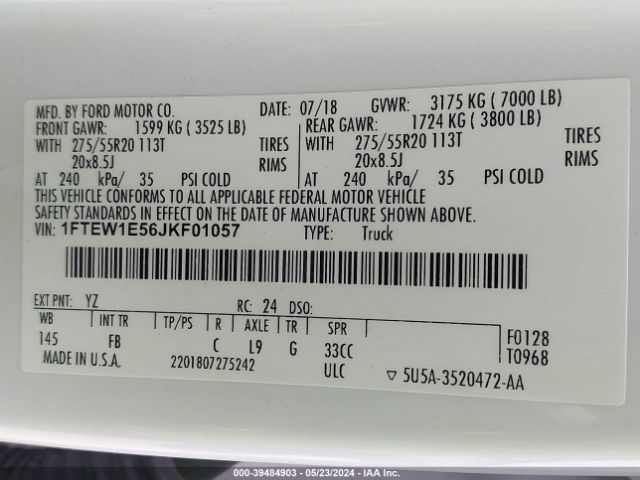 MFD. BY FORD MOTOR CO. DATE: 07/18 GVWR: 3175 KG ( 7000 LB)
FRONT GAWR: 1599 KG ( 3525 LB) REAR GAWR: 1724 KG ( 3800 LB)
WITH 275/55R20 113T TIRES WITH 275/55R20 113T TIRES
20x8.5J RIMS 20x8.5J RIMS
AT 240 kPa/ 35 PSI COLD AT 240 kPa/ 35 PSI COLD
THIS VEHICLE CONFORMS TO ALL APPLICABLE FEDERAL MOTOR VEHICLE
SAFETY STANDARDS IN EFFECT ON THE DATE OF MANUFACTURE SHOWN ABOVE.
VIN: 1FTEW1E56JKF01057 TYPE: Truck
EXT PNT: YZ RC: 24 DSO:
WB INT TR TP/PS R AXLE TR SPR F0128
145 FB C L9 G 33CC T0968
MADE IN U.S.A. 2201807275242 ULC ▽ 5U5A-3520472-AA
000-39484903 - 05/23/2024 - IAAI.COM